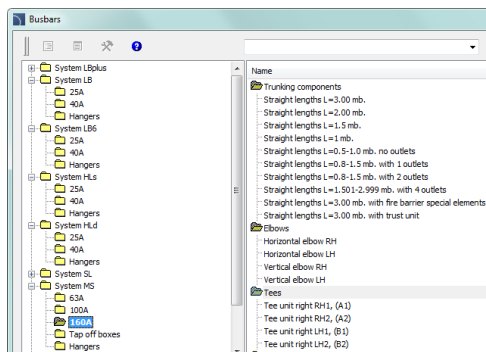 Busbars
System LBplus
System LB
25A
40A
Hangers
System LB6
25A
40A
Hangers
System HLs
25A
40A
Hangers
System HLd
25A
40A
Hangers
System SL
System MS
63A
100A
160A
Tap off boxes
Hangers
Name
Trunking components
Straight lengths L=3.00 mb.
Straight lengths L=2.00 mb.
Straight lengths L=1.5 mb.
Straight lengths L=1 mb.
Straight lengths L=0.5-1.0 mb. no outlets
Straight lengths L=0.8-1.5 mb. with 1 outlets
Straight lengths L=0.8-1.5 mb. with 2 outlets
Straight lengths L=1.501-2.999 mb. with 4 outlets
Straight lengths L=3.00 mb. with fire barrier special elements
Straight lengths L=3.00 mb. with trust unit
Elbows
Horizontal elbow RH
Horizontal elbow LH
Vertical elbow RH
Vertical elbow LH
Tees
Tee unit right RH1, (A1)
Tee unit right RH2, (A2)
Tee unit right LH1, (B1)
Tee unit right LH2, (B2)